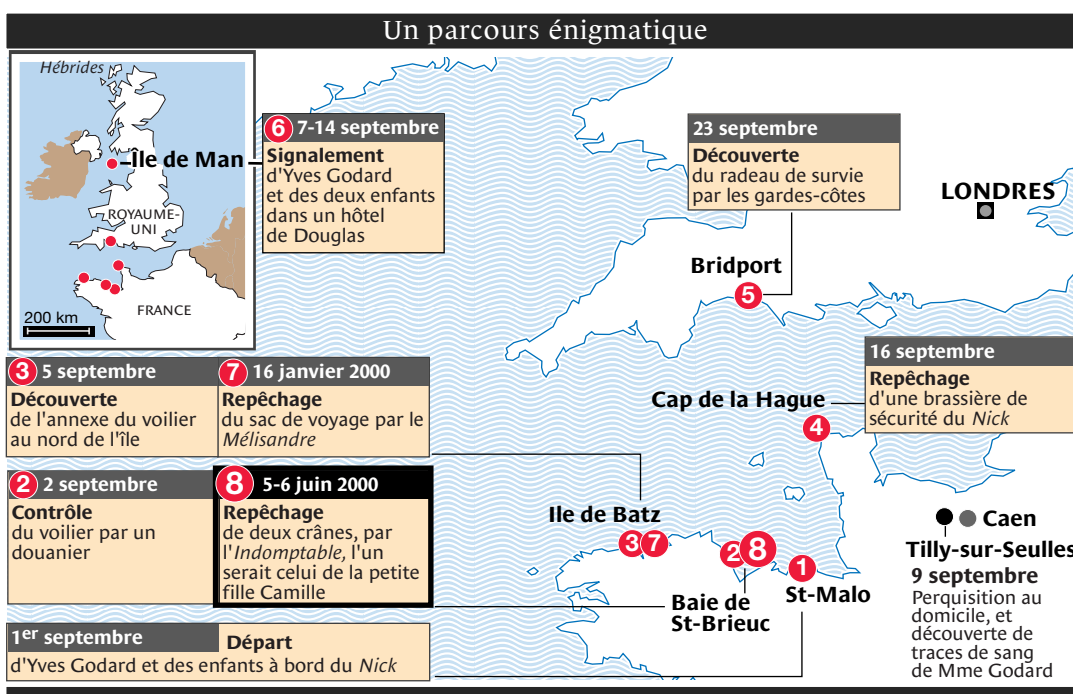 Un parcours énigmatique
Hébrides
Île de Man
ROYAUME-
UNI
FRANCE
200 km
6 7-14 septembre
Signalement
d'Yves Godard
et des deux enfants
dans un hôtel
de Douglas
23 septembre
Découverte
du radeau de survie
par les gardes-côtes
LONDRES
Bridport
5
3 5 septembre
Découverte
de l'annexe du voilier
au nord de l'île
7 16 janvier 2000
Repêchage
du sac de voyage par le
Mélisandre
16 septembre
Repêchage
d'une brassière de
sécurité du Nick
Cap de la Hague
4
2 2 septembre
Contrôle
du voilier par un
douanier
8 5-6 juin 2000
Repêchage
de deux crânes, par
l'Indomptable, l'un
serait celui de la petite
fille Camille
Ile de Batz
3 7
2 8
1
Baie de
St-Brieuc
St-Malo
Caen
Tilly-sur-Seulles
9 septembre
Perquisition au
domicile, et
découverte de
traces de sang
de Mme Godard
1er septembre Départ
d'Yves Godard et des enfants à bord du Nick